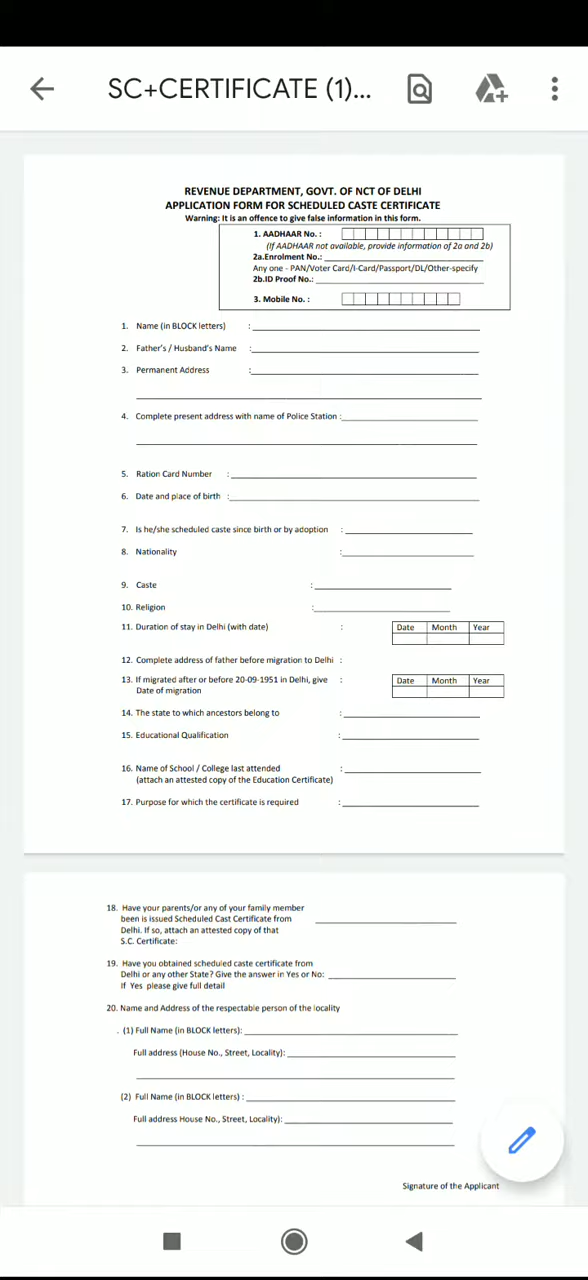 SC+CERTIFICATE (1)...
REVENUE DEPARTMENT, GOVT. OF NCT OF DELHI
APPLICATION FORM FOR SCHEDULED CASTE CERTIFICATE
Warning: It is an offence to give false information in this form.
1. AADHAAR No. :
(If AADHAAR not available, provide information of 2a and 2b)
2a.Enrolment No.:
Any one - PAN/Voter Card/I-Card/Passport/DL/Other-specify
2b.ID Proof No.:
3. Mobile No. :
1. Name (in BLOCK letters) :
2. Father's / Husband's Name :
3. Permanent Address :
4. Complete present address with name of Police Station :
5. Ration Card Number :
6. Date and place of birth :
7. Is he/she scheduled caste since birth or by adoption :
8. Nationality :
9. Caste :
10. Religion :
11. Duration of stay in Delhi (with date) : Date Month Year
12. Complete address of father before migration to Delhi :
13. If migrated after or before 20-09-1951 in Delhi, give : Date Month Year
Date of migration
14. The state to which ancestors belong to :
15. Educational Qualification :
16. Name of School / College last attended :
(attach an attested copy of the Education Certificate)
17. Purpose for which the certificate is required :
18. Have your parents/or any of your family member
been is issued Scheduled Cast Certificate from
Delhi. If so, attach an attested copy of that
S.C. Certificate:
19. Have you obtained scheduled caste certificate from
Delhi or any other State? Give the answer in Yes or No:
If Yes please give full detail
20. Name and Address of the respectable person of the locality
. (1) Full Name (in BLOCK letters):
Full address (House No., Street, Locality):
(2) Full Name (in BLOCK letters) :
Full address House No., Street, Locality):
Signature of the Applicant